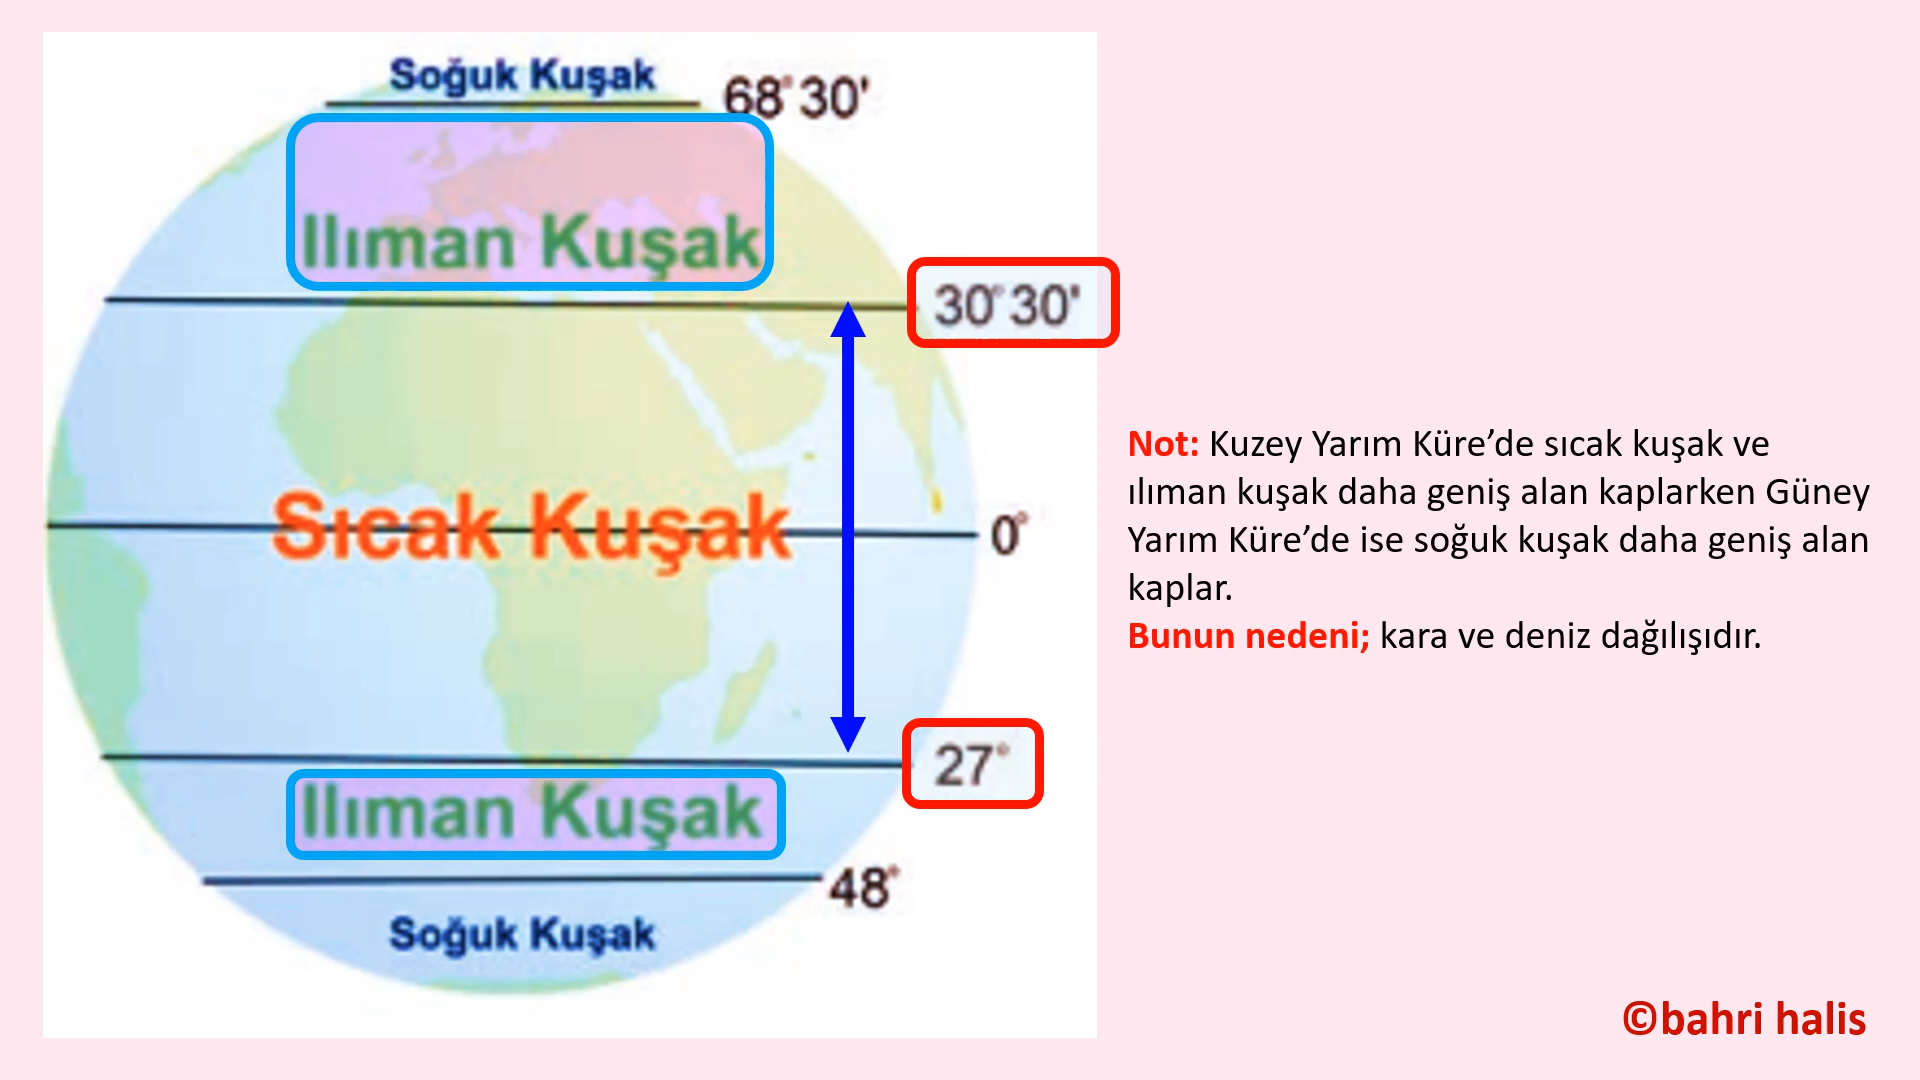 Soğuk Kuşak
68° 30'
Ilıman Kuşak
30° 30'
Sıcak Kuşak
0°
27°
Ilıman Kuşak
48°
Soğuk Kuşak
Not: Kuzey Yarım Küre’de sıcak kuşak ve
ılıman kuşak daha geniş alan kaplarken Güney
Yarım Küre’de ise soğuk kuşak daha geniş alan
kaplar.
Bunun nedeni; kara ve deniz dağılışıdır.
©bahri halis